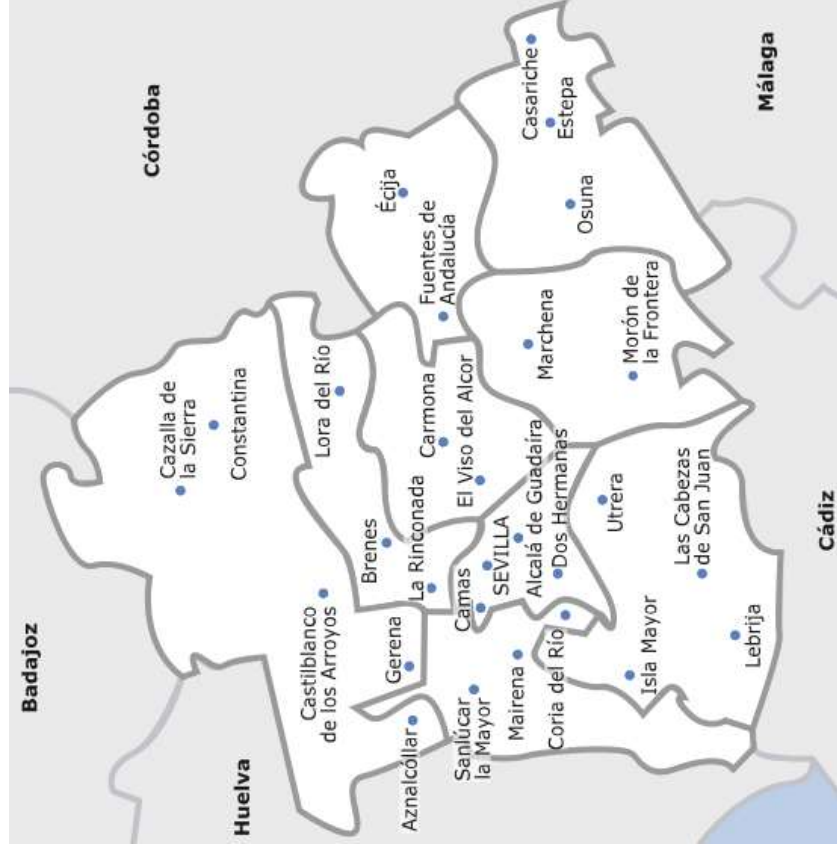 Badajoz
Córdoba
Huelva
Málaga
Cádiz
Cazalla de
la Sierra
Constantina
Lora del Río
Écija
Fuentes de
Andalucía
Casariche
Estepa
Osuna
Castilblanco
de los Arroyos
Brenes
La Rinconada
Carmona
El Viso del Alcor
Marchena
Morón de
la Frontera
Gerena
Aznalcóllar
Camas
SEVILLA
Alcalá de Guadaíra
Dos Hermanas
Sanlúcar
la Mayor
Mairena
Coria del Río
Utrera
Isla Mayor
Las Cabezas
de San Juan
Lebrija